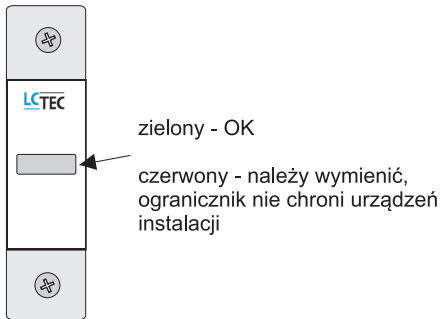 LCTEC
zielony - OK
czerwony - należy wymienić,
ogranicznik nie chroni urządzeń
instalacji